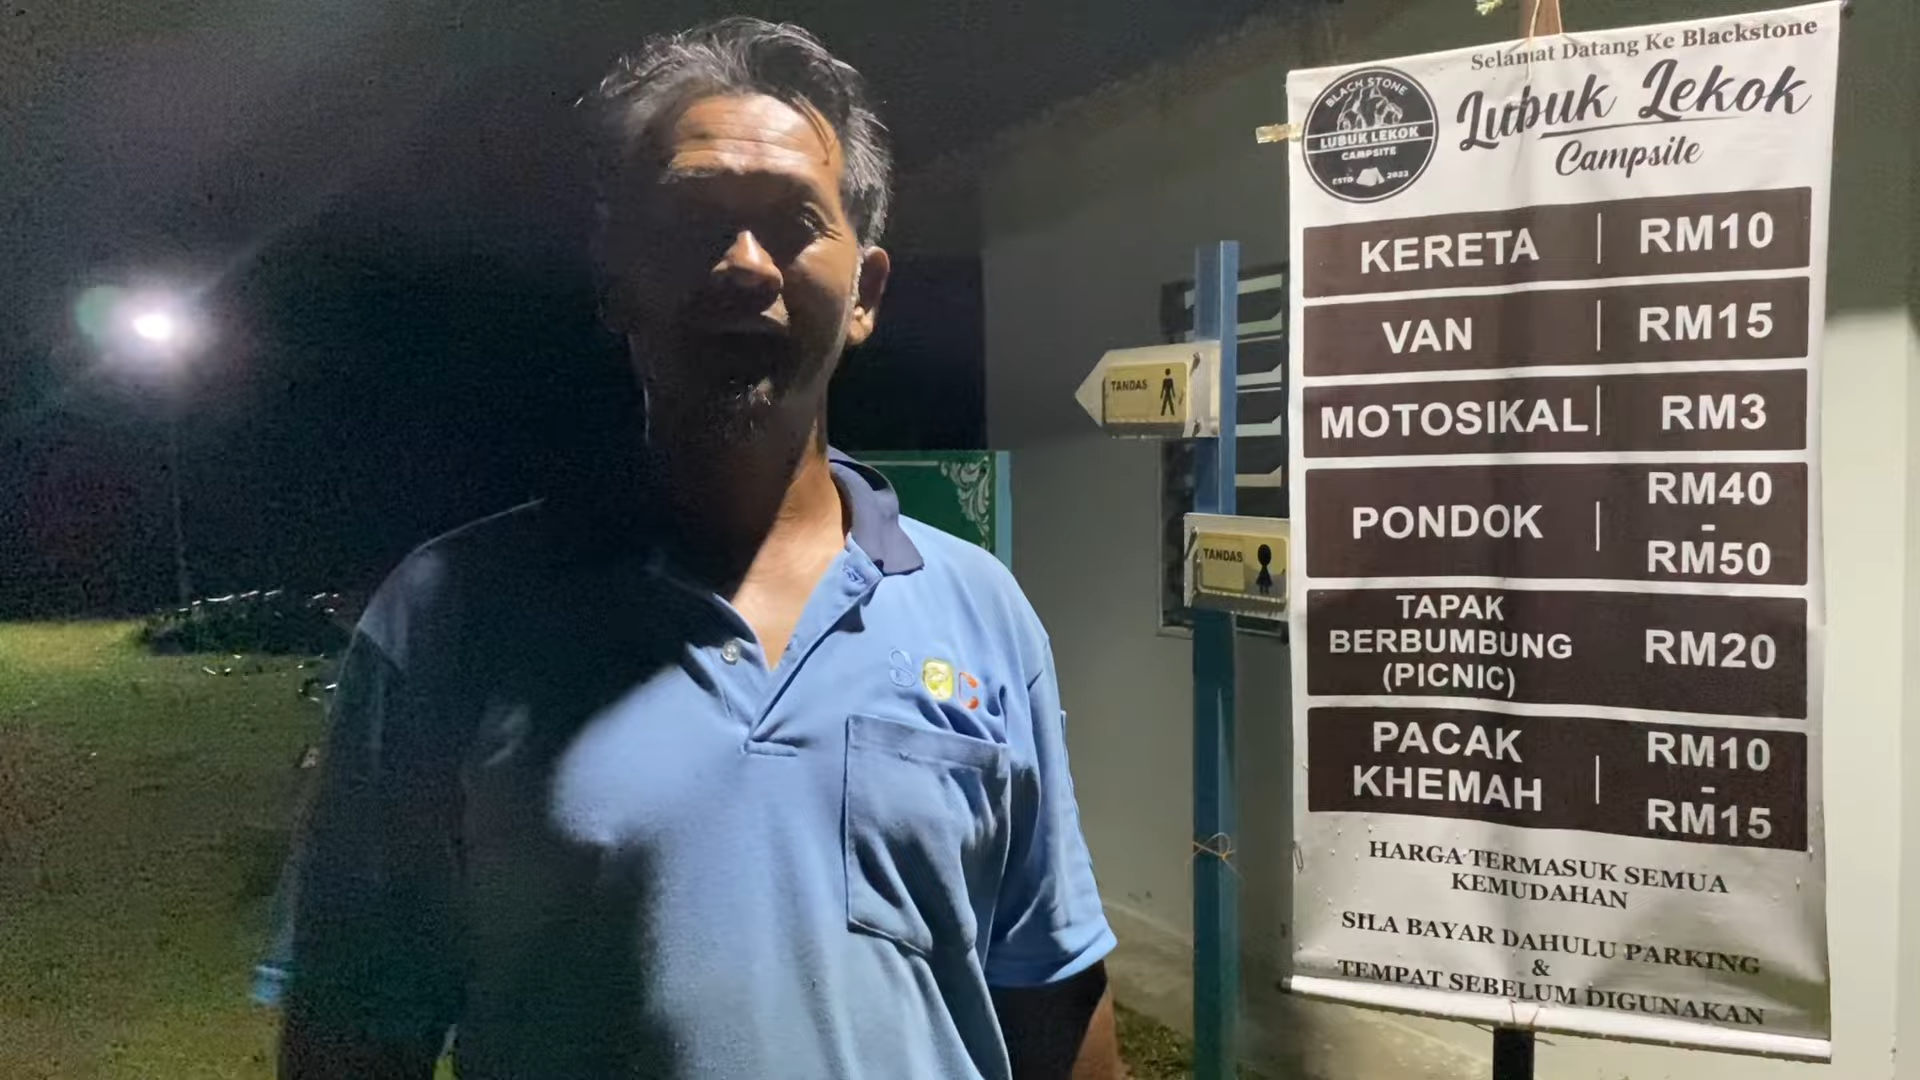 Selamat Datang Ke Blackstone
Lubuk Lekok
Campsite
BLACK STONE
LUBUK LEKOK
CAMPSITE
ESTD 2022
KERETA | RM10
VAN | RM15
MOTOSIKAL | RM3
PONDOK | RM40
-
RM50
TAPAK
BERBUMBUNG
(PICNIC)
RM20
PACAK
KHEMAH
RM10
-
RM15
HARGA TERMASUK SEMUA
KEMUDAHAN
SILA BAYAR DAHULU PARKING
&
TEMPAT SEBELUM DIGUNAKAN
TANDAS
TANDAS